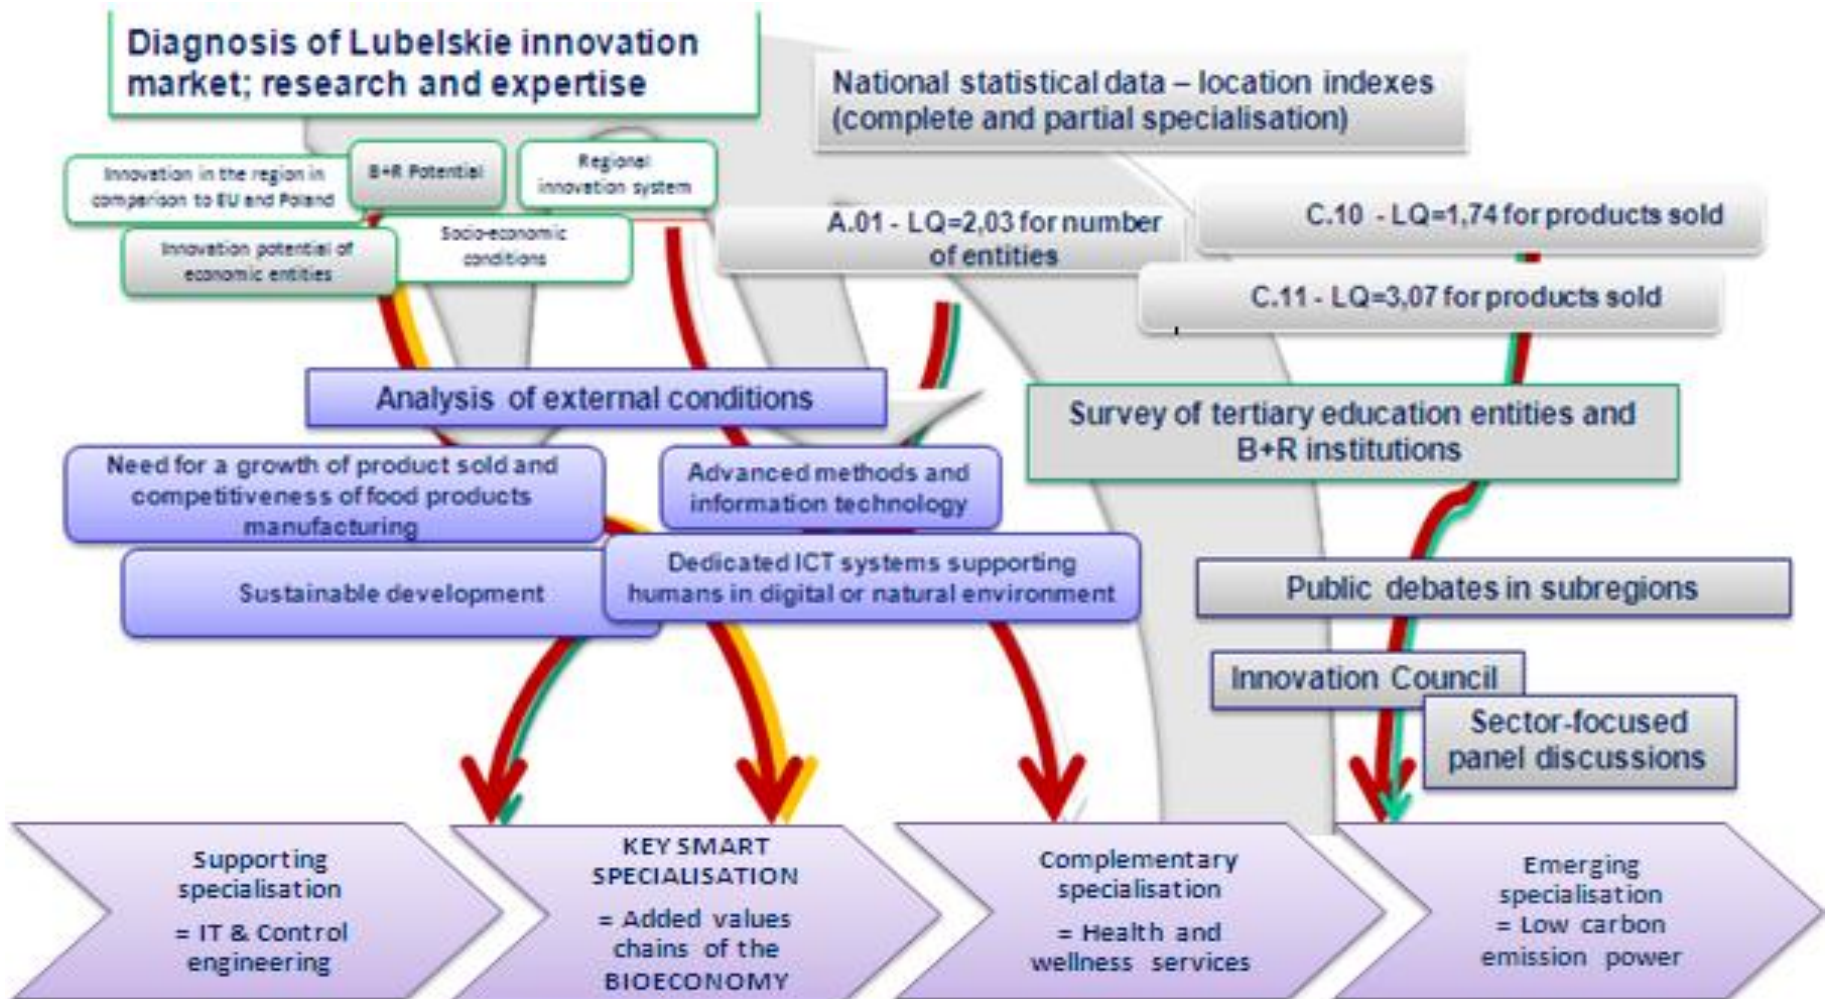 Diagnosis of Lubelskie innovation
market; research and expertise
National statistical data – location indexes
(complete and partial specialisation)
Innovation in the region in
comparison to EU and Poland
B+R Potential
Regional
innovation system
Innovation potential of
economic entities
Socio-economic
conditions
A.01 - LQ=2,03 for number
of entities
C.10 - LQ=1,74 for products sold
C.11 - LQ=3,07 for products sold
Analysis of external conditions
Survey of tertiary education entities and
B+R institutions
Need for a growth of product sold and
competitiveness of food products
manufacturing
Advanced methods and
information technology
Sustainable development
Dedicated ICT systems supporting
humans in digital or natural environment
Public debates in subregions
Innovation Council
Sector-focused
panel discussions
Supporting
specialisation
= IT & Control
engineering
KEY SMART
SPECIALISATION
= Added values
chains of the
BIOECONOMY
Complementary
specialisation
= Health and
wellness services
Emerging
specialisation
= Low carbon
emission power